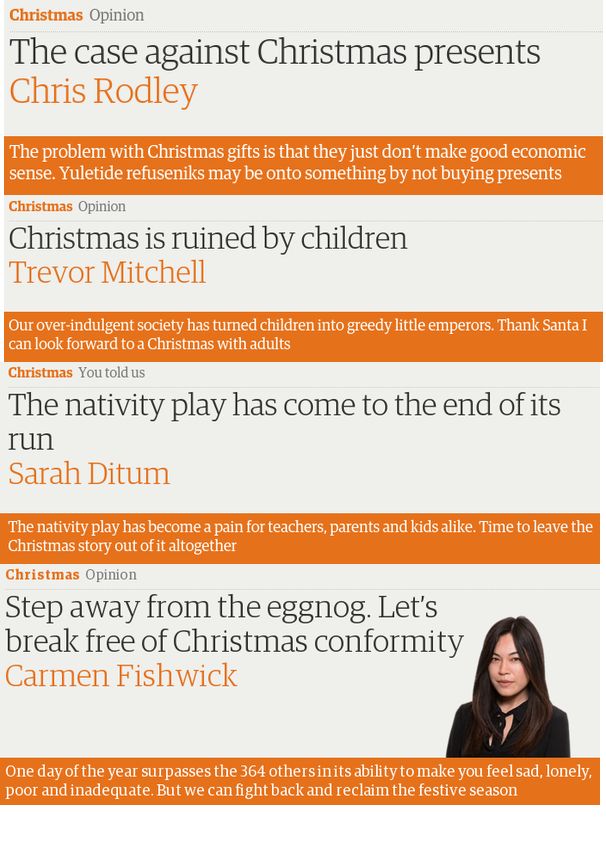 Christmas Opinion
The case against Christmas presents
Chris Rodley
The problem with Christmas gifts is that they just don't make good economic
sense. Yuletide refuseniks may be onto something by not buying presents
Christmas Opinion
Christmas is ruined by children
Trevor Mitchell
Our over-indulgent society has turned children into greedy little emperors. Thank Santa I
can look forward to a Christmas with adults
Christmas You told us
The nativity play has come to the end of its
run
Sarah Ditum
The nativity play has become a pain for teachers, parents and kids alike. Time to leave the
Christmas story out of it altogether
Christmas Opinion
Step away from the eggnog. Let's
break free of Christmas conformity
Carmen Fishwick
One day of the year surpasses the 364 others in its ability to make you feel sad, lonely,
poor and inadequate. But we can fight back and reclaim the festive season